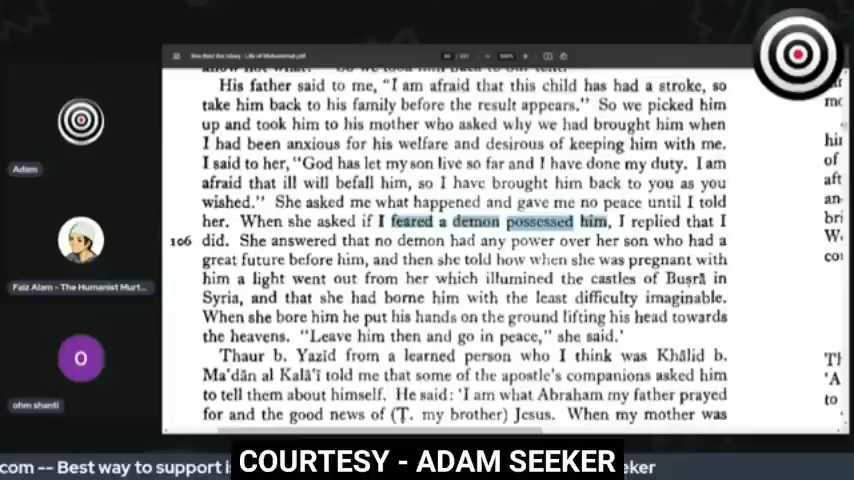 His father said to me, "I am afraid that this child has had a stroke, so
take him back to his family before the result appears." So we picked him
up and took him to his mother who asked why we had brought him when
I had been anxious for his welfare and desirous of keeping him with me.
I said to her, "God has let my son live so far and I have done my duty. I am
afraid that ill will befall him, so I have brought him back to you as you
wished." She asked me what happened and gave me no peace until I told
her. When she asked if I feared a demon possessed him, I replied that I
106 did. She answered that no demon had any power over her son who had a
great future before him, and then she told how when she was pregnant with
him a light went out from her which illumined the castles of Buṣrā in
Syria, and that she had borne him with the least difficulty imaginable.
When she bore him he put his hands on the ground lifting his head towards
the heavens. "Leave him then and go in peace," she said.'
Thaur b. Yazīd from a learned person who I think was Khālid b.
Ma'dān al Kalā'ī told me that some of the apostle's companions asked him
to tell them about himself. He said: 'I am what Abraham my father prayed
for and the good news of (Ṭ. my brother) Jesus. When my mother was
Adam
Faiz Alam - The Humanist Murt...
O
ohm shanti
com -- Best way to support
COURTESY - ADAM SEEKER